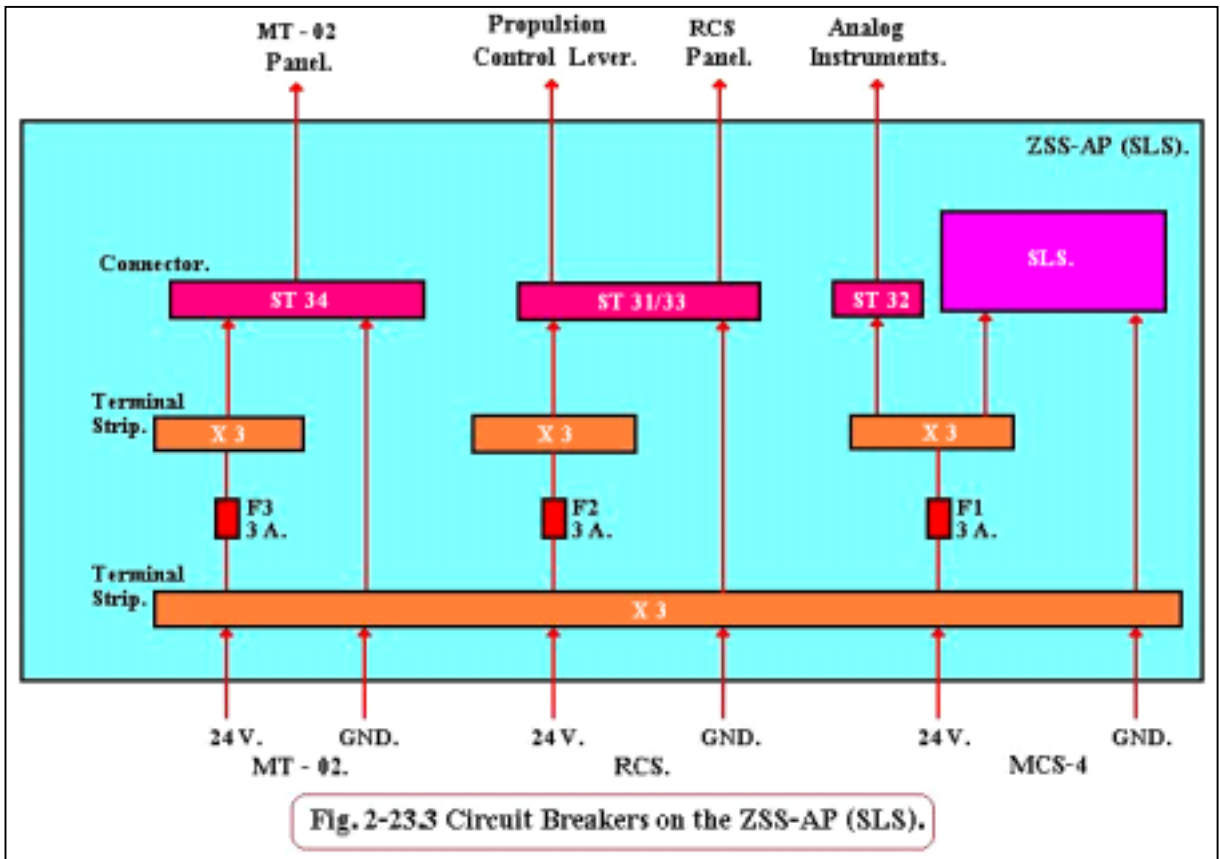 MT - 02
Panel.
Propulsion
Control Lever.
RCS
Panel.
Analog
Instruments.
ZSS-AP (SLS).
SLS.
Connector.
ST 34
ST 31/33
ST 32
Terminal
Strip.
X 3
X 3
X 3
F3
3 A.
F2
3 A.
F1
3 A.
Terminal
Strip.
X 3
24 V.
GND.
24 V.
GND.
24 V.
GND.
MT - 02.
RCS.
MCS-4
Fig. 2-23.3 Circuit Breakers on the ZSS-AP (SLS).